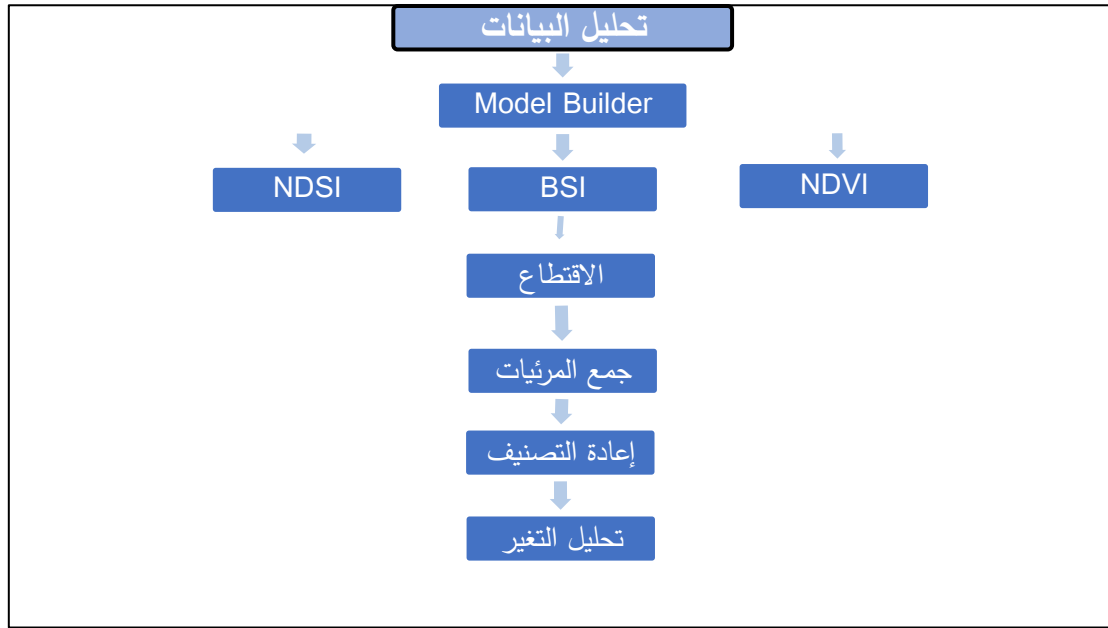 تحليل البيانات
Model Builder
NDSI
BSI
NDVI
الاقتطاع
جمع المرئيات
إعادة التصنيف
تحليل التغير